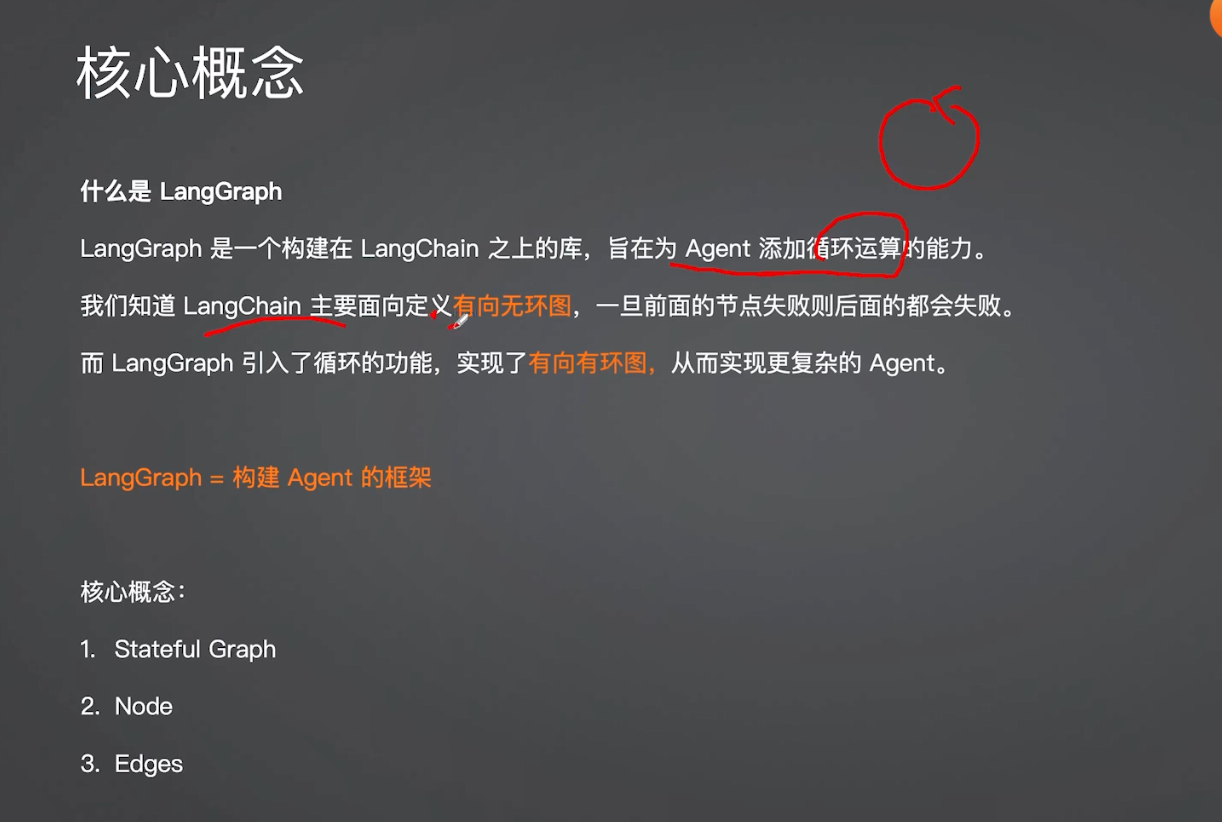 核心概念
什么是 LangGraph
LangGraph 是一个构建在 LangChain 之上的库，旨在为 Agent 添加循环运算的能力。
我们知道 LangChain 主要面向定义有向无环图，一旦前面的节点失败则后面的都会失败。
而 LangGraph 引入了循环的功能，实现了有向有环图，从而实现更复杂的 Agent。
LangGraph = 构建 Agent 的框架
核心概念：
1. Stateful Graph
2. Node
3. Edges